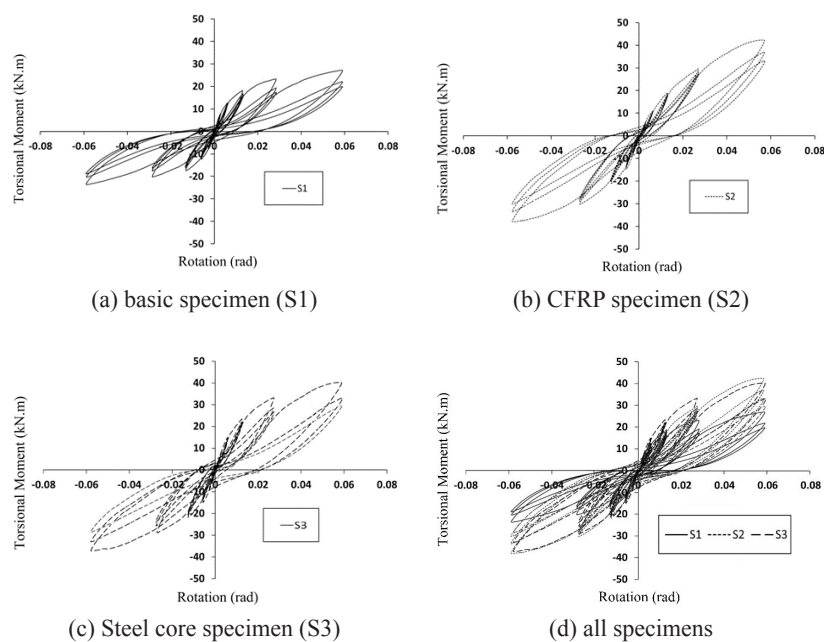 50
40
30
20
10
0
-10
-20
-30
-40
-50
-0.08 -0.06 -0.04 -0.02 0 0.02 0.04 0.06 0.08
Torsional Moment (kN.m)
S1
Rotation (rad)
(a) basic specimen (S1)
50
40
30
20
10
0
-10
-20
-30
-40
-50
-0.08 -0.06 -0.04 -0.02 0 0.02 0.04 0.06 0.08
Torsional Moment (kN.m)
S2
Rotation (rad)
(b) CFRP specimen (S2)
50
40
30
20
10
0
-10
-20
-30
-40
-50
-0.08 -0.06 -0.04 -0.02 0 0.02 0.04 0.06 0.08
Torsional Moment (kN.m)
S3
Rotation (rad)
(c) Steel core specimen (S3)
50
40
30
20
10
0
-10
-20
-30
-40
-50
-0.08 -0.06 -0.04 -0.02 0 0.02 0.04 0.06 0.08
Torsional Moment (kN.m)
S1 S2 S3
Rotation (rad)
(d) all specimens